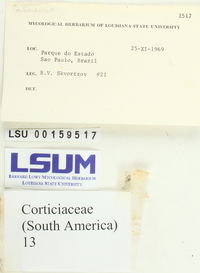 1517
MYCOLOGICAL HERBARIUM OF LOUISIANA STATE UNIVERSITY
LOC. Parque do Estado 25-XI-1969
Sao Paulo, Brazil
LEG. B.V. Skvortzov #21
DET.
LSU 00159517
LSUM
BERNARD LOWY MYCOLOGICAL HERBARIUM
LOUISIANA STATE UNIVERSITY
Corticiaceae
(South America)
13